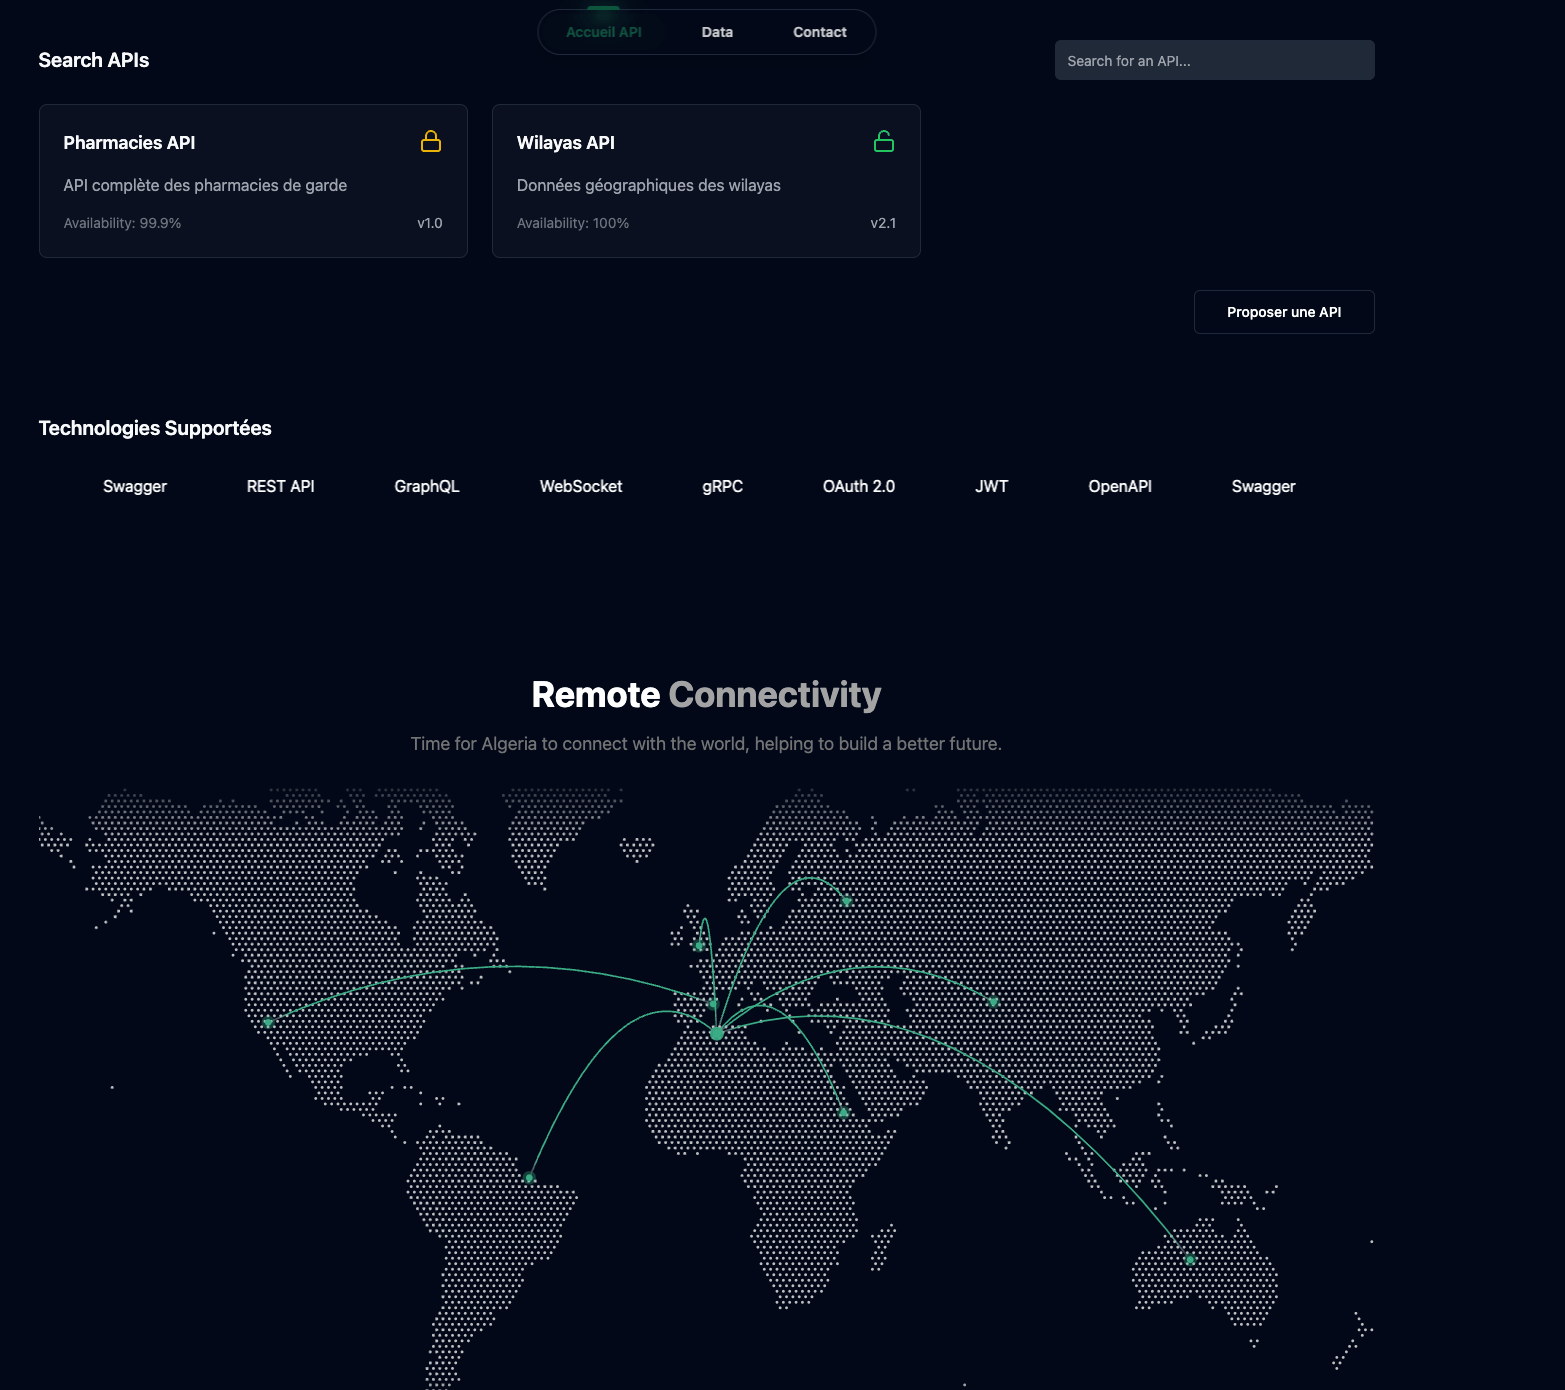 Accueil API Data Contact
Search APIs
Search for an API...
Pharmacies API
API complète des pharmacies de garde
Availability: 99.9% v1.0
Wilayas API
Données géographiques des wilayas
Availability: 100% v2.1
Proposer une API
Technologies Supportées
Swagger REST API GraphQL WebSocket gRPC OAuth 2.0 JWT OpenAPI Swagger
Remote Connectivity
Time for Algeria to connect with the world, helping to build a better future.